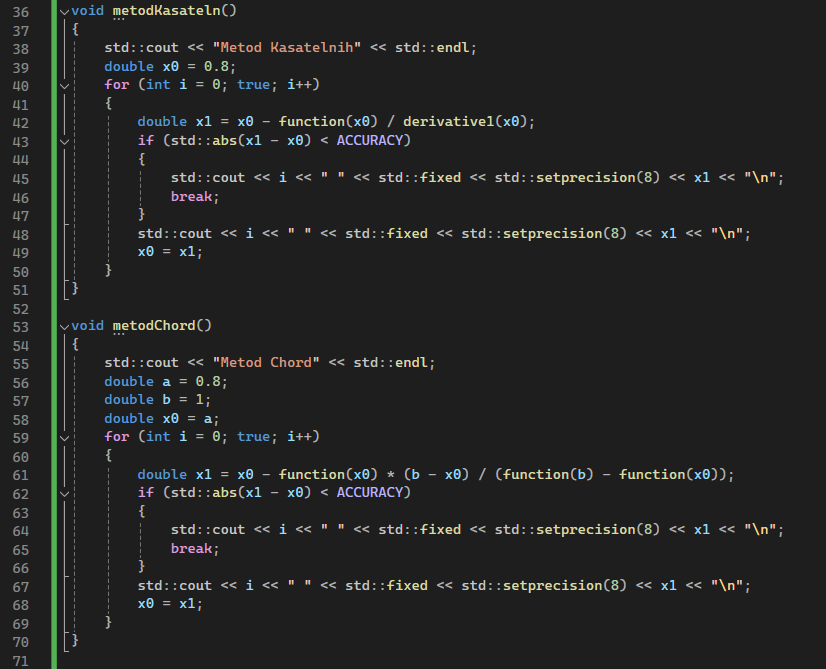 36 void metodKasateln()
37 {
38 std::cout << "Metod Kasatelnih" << std::endl;
39 double x0 = 0.8;
40 for (int i = 0; true; i++)
41 {
42 double x1 = x0 - function(x0) / derivative1(x0);
43 if (std::abs(x1 - x0) < ACCURACY)
44 {
45 std::cout << i << " " << std::fixed << std::setprecision(8) << x1 << "\n";
46 break;
47 }
48 std::cout << i << " " << std::fixed << std::setprecision(8) << x1 << "\n";
49 x0 = x1;
50 }
51 }
52
53 void metodChord()
54 {
55 std::cout << "Metod Chord" << std::endl;
56 double a = 0.8;
57 double b = 1;
58 double x0 = a;
59 for (int i = 0; true; i++)
60 {
61 double x1 = x0 - function(x0) * (b - x0) / (function(b) - function(x0));
62 if (std::abs(x1 - x0) < ACCURACY)
63 {
64 std::cout << i << " " << std::fixed << std::setprecision(8) << x1 << "\n";
65 break;
66 }
67 std::cout << i << " " << std::fixed << std::setprecision(8) << x1 << "\n";
68 x0 = x1;
69 }
70 }
71